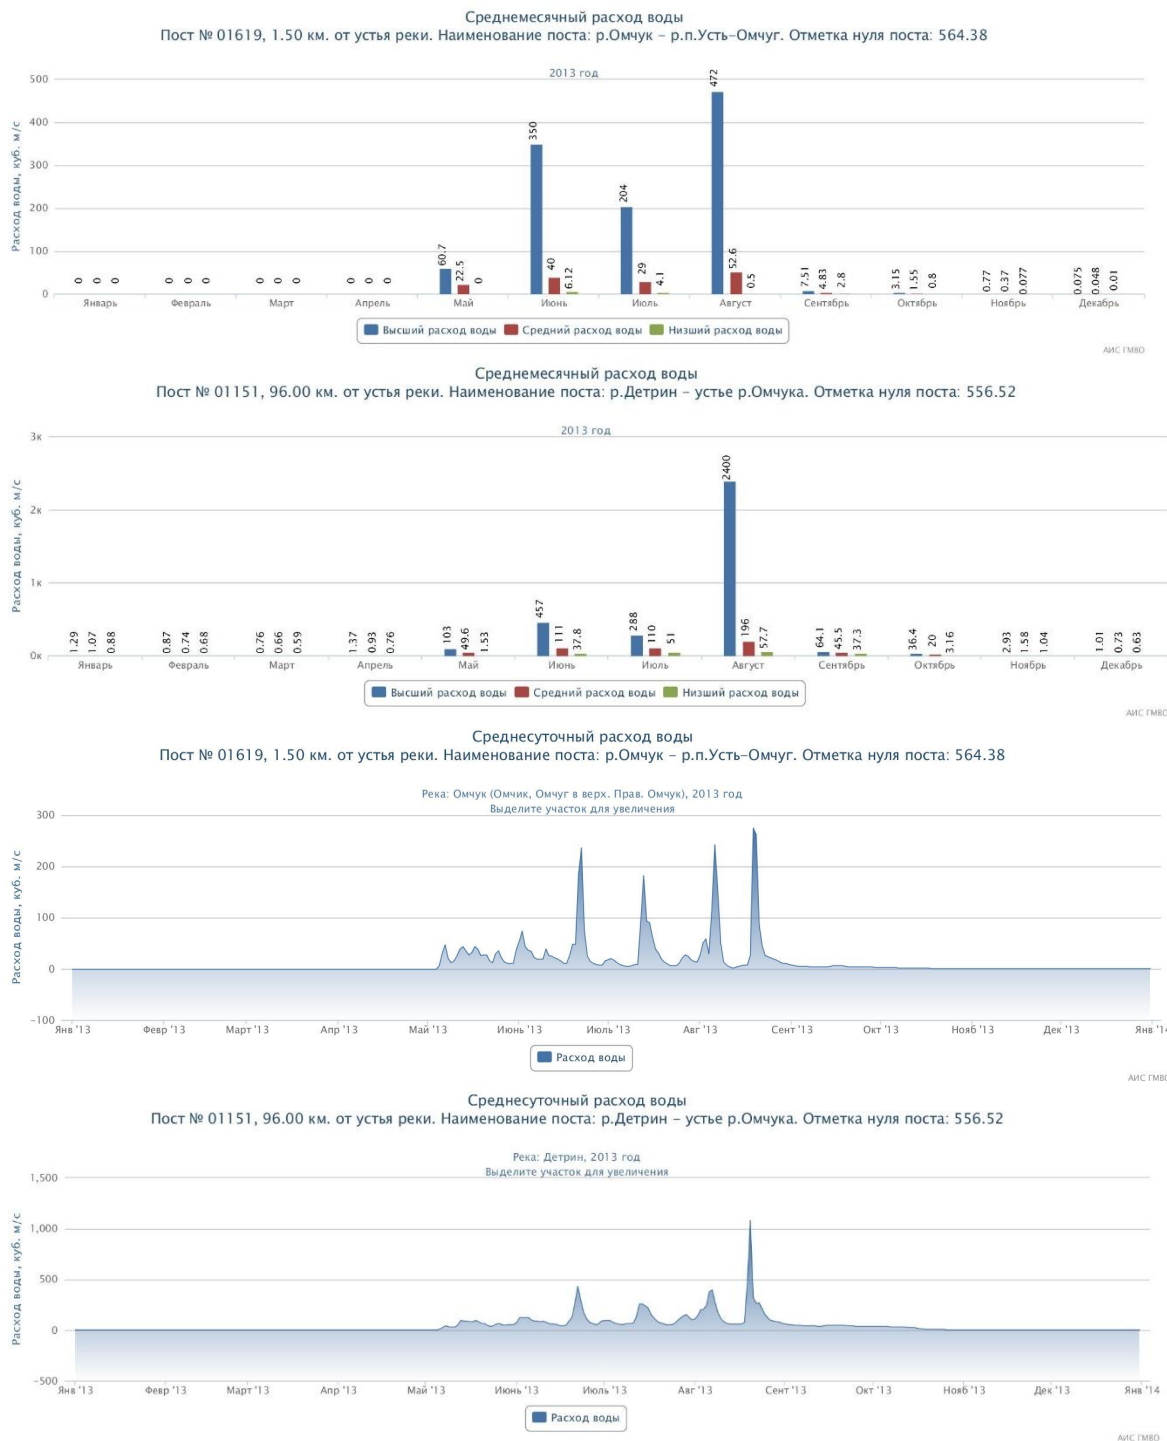 Среднемесячный расход воды
Пост № 01619, 1.50 км. от устья реки. Наименование поста: р.Омчук – р.п.Усть-Омчуг. Отметка нуля поста: 564.38
2013 год
Расход воды, куб. м/с
500
400
300
200
100
0
0 0 0 0 0 0 0 0 0 0 0 0 60.7 22.5 0 350 40 6.12 204 29 4.1 472 52.6 0.5 7.51 4.83 2.8 3.15 1.55 0.8 0.77 0.37 0.077 0.075 0.048 0.01
Январь Февраль Март Апрель Май Июнь Июль Август Сентябрь Октябрь Ноябрь Декабрь
Высший расход воды Средний расход воды Низший расход воды
АИС ГМВО
Среднемесячный расход воды
Пост № 01151, 96.00 км. от устья реки. Наименование поста: р.Детрин – устье р.Омчука. Отметка нуля поста: 556.52
2013 год
Расход воды, куб. м/с
3к
2к
1к
0к
1.29 1.07 0.88 0.87 0.74 0.68 0.76 0.66 0.59 1.37 0.93 0.76 103 49.6 1.53 457 111 37.8 288 110 51 2400 196 57.7 64.1 45.5 37.3 36.4 20 3.16 2.93 1.58 1.04 1.01 0.73 0.63
Январь Февраль Март Апрель Май Июнь Июль Август Сентябрь Октябрь Ноябрь Декабрь
Высший расход воды Средний расход воды Низший расход воды
АИС ГМВО
Среднесуточный расход воды
Пост № 01619, 1.50 км. от устья реки. Наименование поста: р.Омчук – р.п.Усть-Омчуг. Отметка нуля поста: 564.38
Река: Омчук (Омчик, Омчуг в верх. Прав. Омчук), 2013 год
Выделите участок для увеличения
Расход воды, куб. м/с
300
200
100
0
-100
Янв '13 Февр '13 Март '13 Апр '13 Май '13 Июнь '13 Июль '13 Авг '13 Сент '13 Окт '13 Нояб '13 Дек '13 Янв '14
Расход воды
АИС ГМВО
Среднесуточный расход воды
Пост № 01151, 96.00 км. от устья реки. Наименование поста: р.Детрин – устье р.Омчука. Отметка нуля поста: 556.52
Река: Детрин, 2013 год
Выделите участок для увеличения
Расход воды, куб. м/с
1,500
1,000
500
0
-500
Янв '13 Февр '13 Март '13 Апр '13 Май '13 Июнь '13 Июль '13 Авг '13 Сент '13 Окт '13 Нояб '13 Дек '13 Янв '14
Расход воды
АИС ГМВО